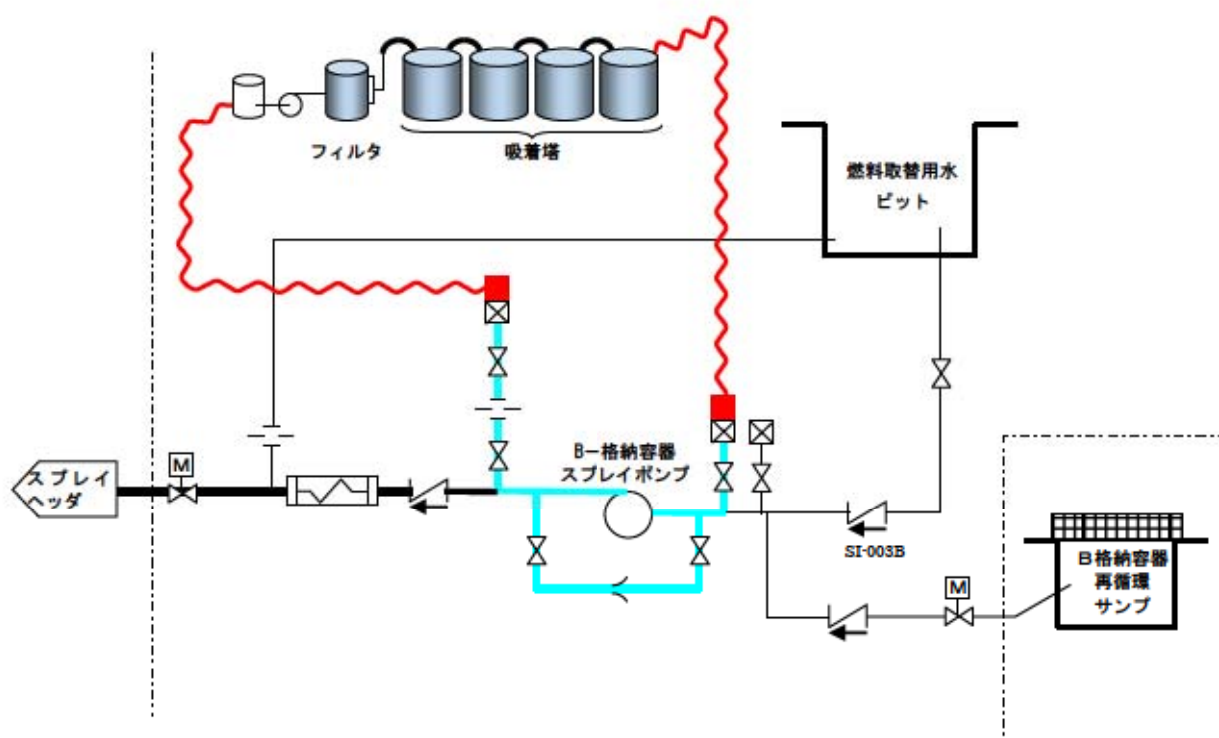 フィルタ
吸着塔
燃料取替用水
ピット
B－格納容器
スプレイポンプ
M
スプレイ
ヘッダ
SI-003B
M
B格納容器
再循環
サンプ